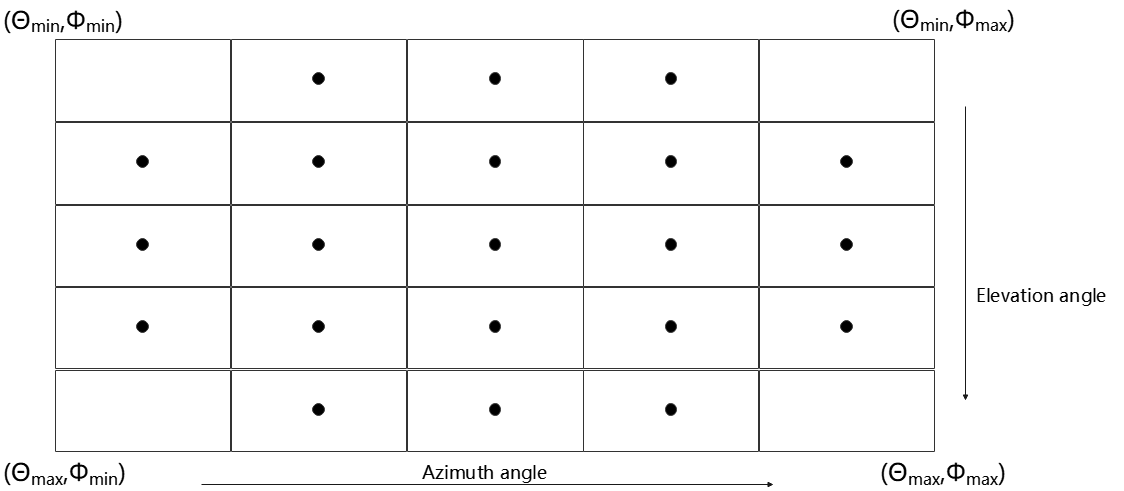 (Θmin,Φmin)
(Θmin,Φmax)
Elevation angle
(Θmax,Φmin)
Azimuth angle
(Θmax,Φmax)